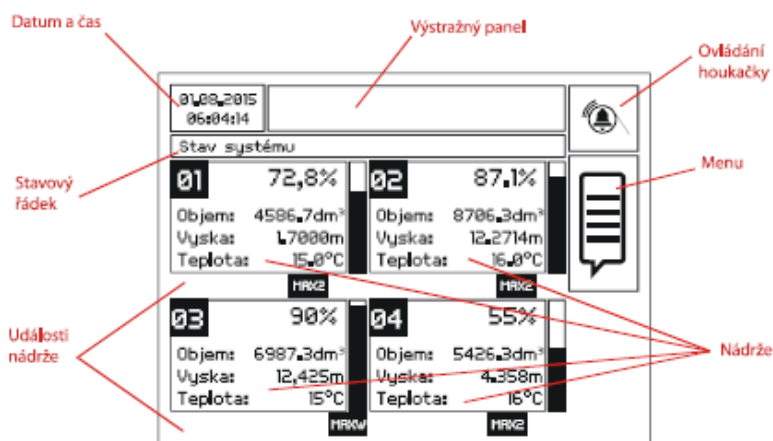 Datum a čas
Výstražný panel
Ovládání
houkačky
01.08.2015
06:04:14
Stav systému
Stavový
řádek
Menu
01 72,8%
Objem: 4586.7dm³
Vyska: 1.7000m
Teplota: 15.0°C
MAX2
02 87.1%
Objem: 8706.3dm³
Vyska: 12.2714m
Teplota: 16.0°C
MAX2
Události
nádrže
03 90%
Objem: 6987.3dm³
Vyska: 12,425m
Teplota: 15°C
MAXW
04 55%
Objem: 5426.3dm³
Vyska: 4.358m
Teplota: 16°C
MAX2
Nádrže